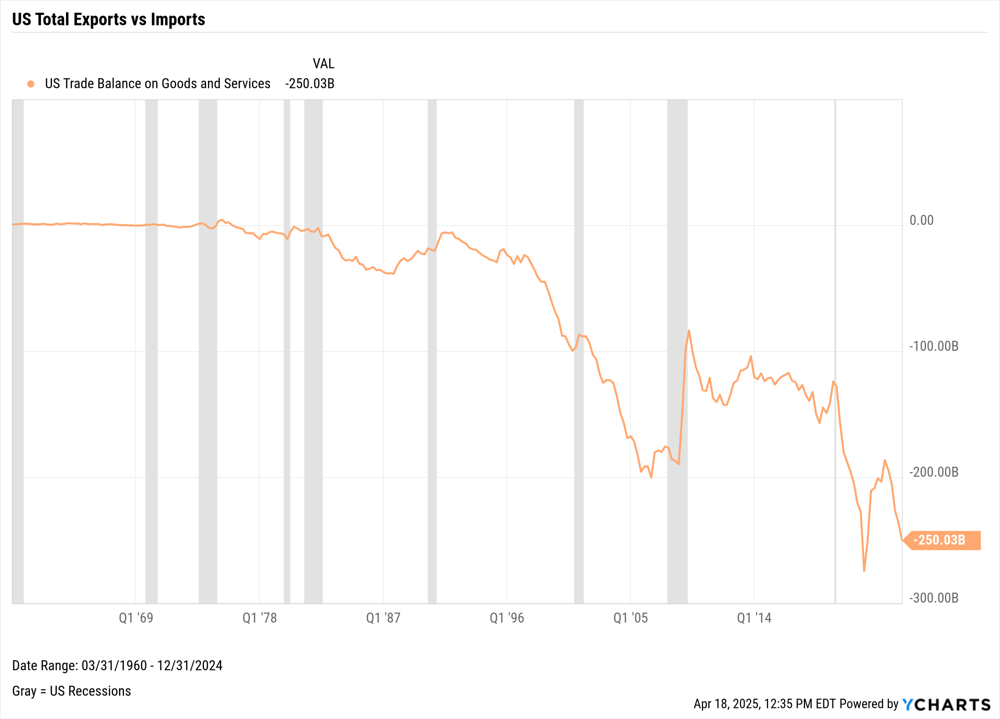 US Total Exports vs Imports
VAL
US Trade Balance on Goods and Services -250.03B
0.00
-100.00B
-200.00B
-250.03B
-300.00B
Q1 '69 Q1 '78 Q1 '87 Q1 '96 Q1 '05 Q1 '14
Date Range: 03/31/1960 - 12/31/2024
Gray = US Recessions
Apr 18, 2025, 12:35 PM EDT Powered by YCHARTS